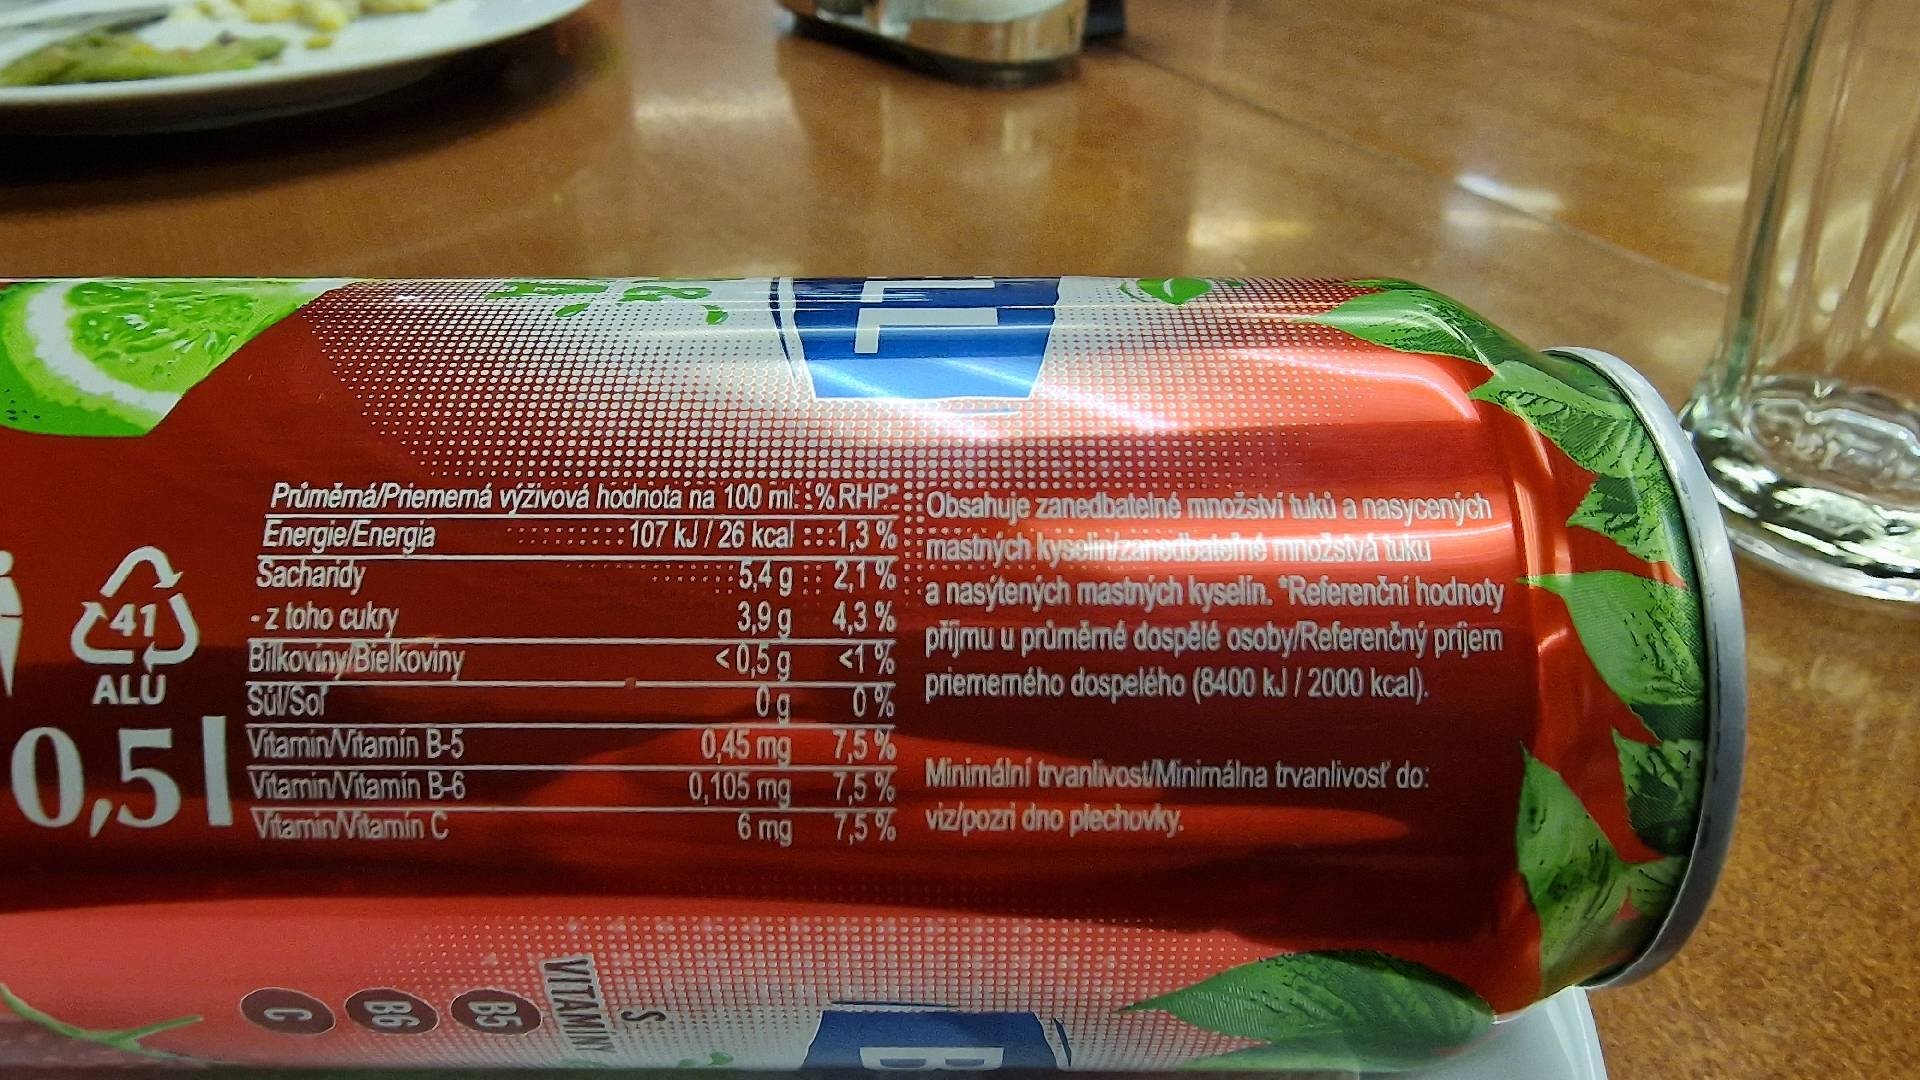 Průměrná/Priemerná výživová hodnota na 100 ml: %RHP*
Energie/Energia 107 kJ / 26 kcal 1,3 %
Sacharidy 5,4 g 2,1 %
- z toho cukry 3,9 g 4,3 %
Bílkoviny/Bielkoviny < 0,5 g <1 %
Sůl/Soľ 0 g 0 %
Vitamin/Vitamín B-5 0,45 mg 7,5 %
Vitamin/Vitamín B-6 0,105 mg 7,5 %
Vitamin/Vitamín C 6 mg 7,5 %
Obsahuje zanedbatelné množství tuků a nasycených
mastných kyselin/zanedbateľné množstvá tuku
a nasýtených mastných kyselín. *Referenční hodnoty
příjmu u průměrné dospělé osoby/Referenčný príjem
priemerného dospelého (8400 kJ / 2000 kcal).
Minimální trvanlivost/Minimálna trvanlivosť do:
viz/pozri dno plechovky.
41
ALU
0,5 l
S
VITAMINY
B5
B6
C
L
B
&